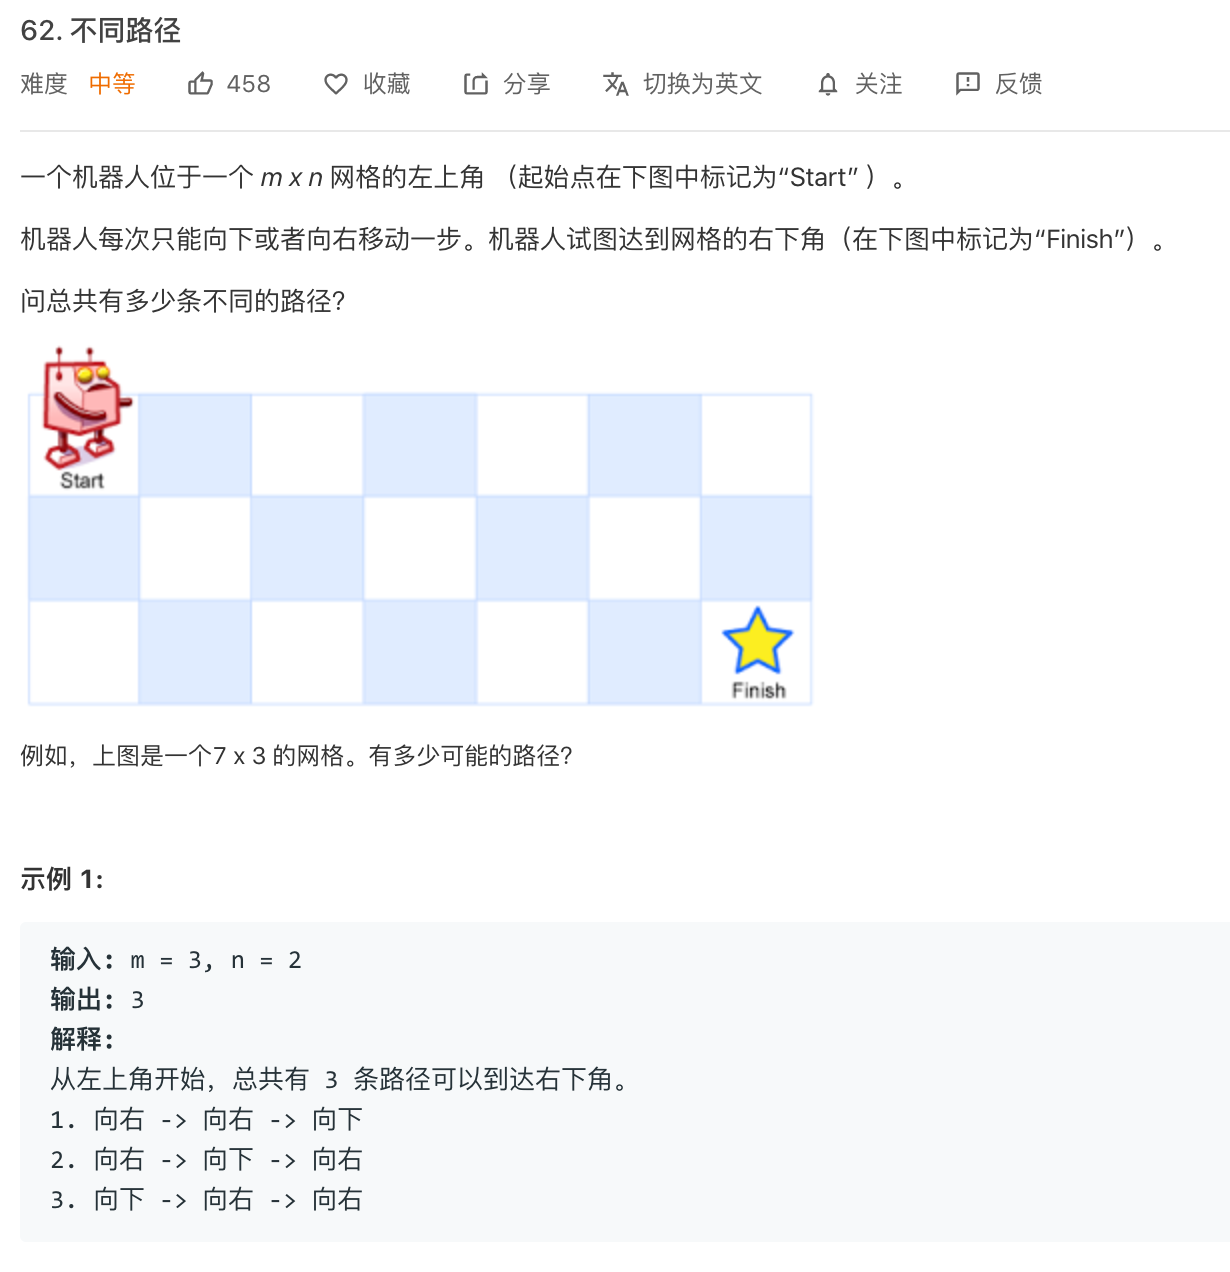 62. 不同路径
难度 中等 458 收藏 分享 切换为英文 关注 反馈
一个机器人位于一个 m x n 网格的左上角 （起始点在下图中标记为“Start” ）。
机器人每次只能向下或者向右移动一步。机器人试图达到网格的右下角（在下图中标记为“Finish”）。
问总共有多少条不同的路径?
Start
Finish
例如，上图是一个7 x 3 的网格。有多少可能的路径?
示例 1:
输入: m = 3, n = 2
输出: 3
解释:
从左上角开始，总共有 3 条路径可以到达右下角。
1. 向右 -> 向右 -> 向下
2. 向右 -> 向下 -> 向右
3. 向下 -> 向右 -> 向右